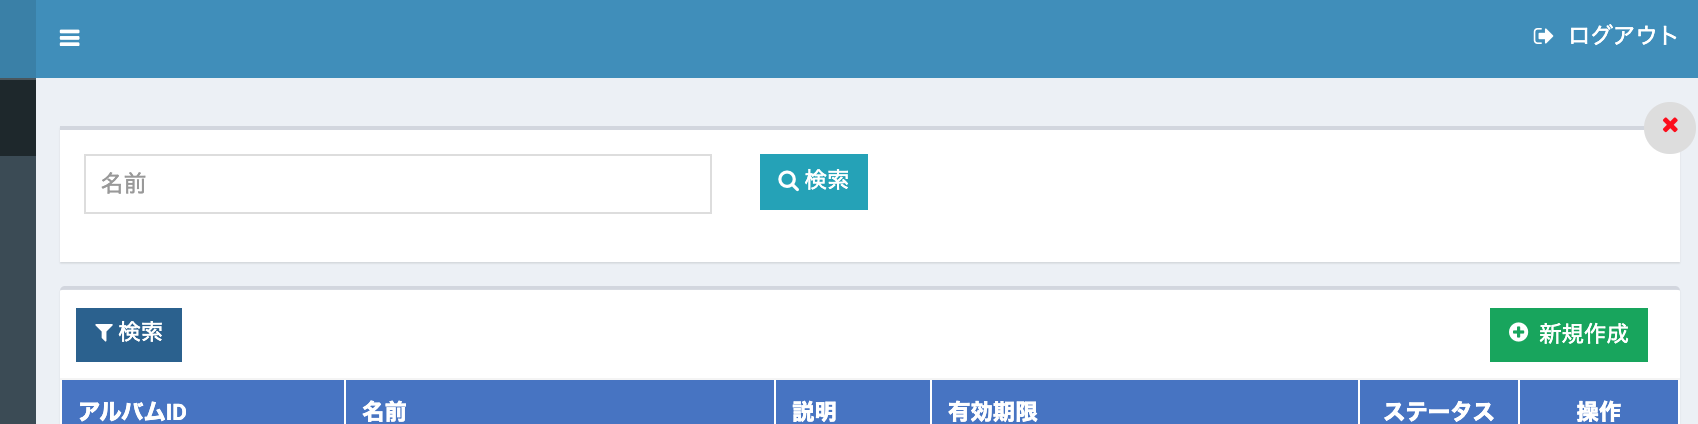 ログアウト
名前
検索
検索
新規作成
アルバムID 名前 説明 有効期限 ステータス 操作